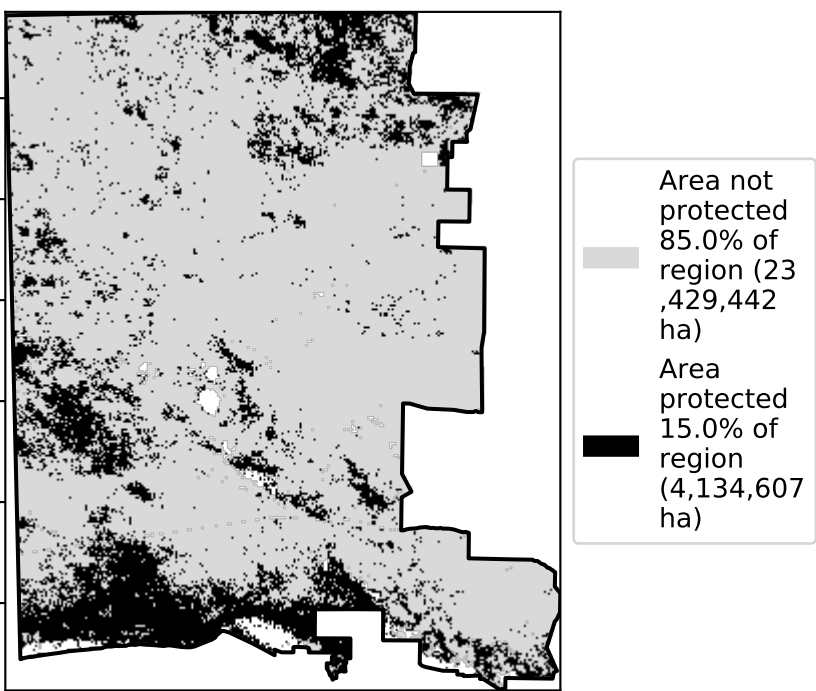 Area not
protected
85.0% of
region (23
,429,442
ha)
Area
protected
15.0% of
region
(4,134,607
ha)